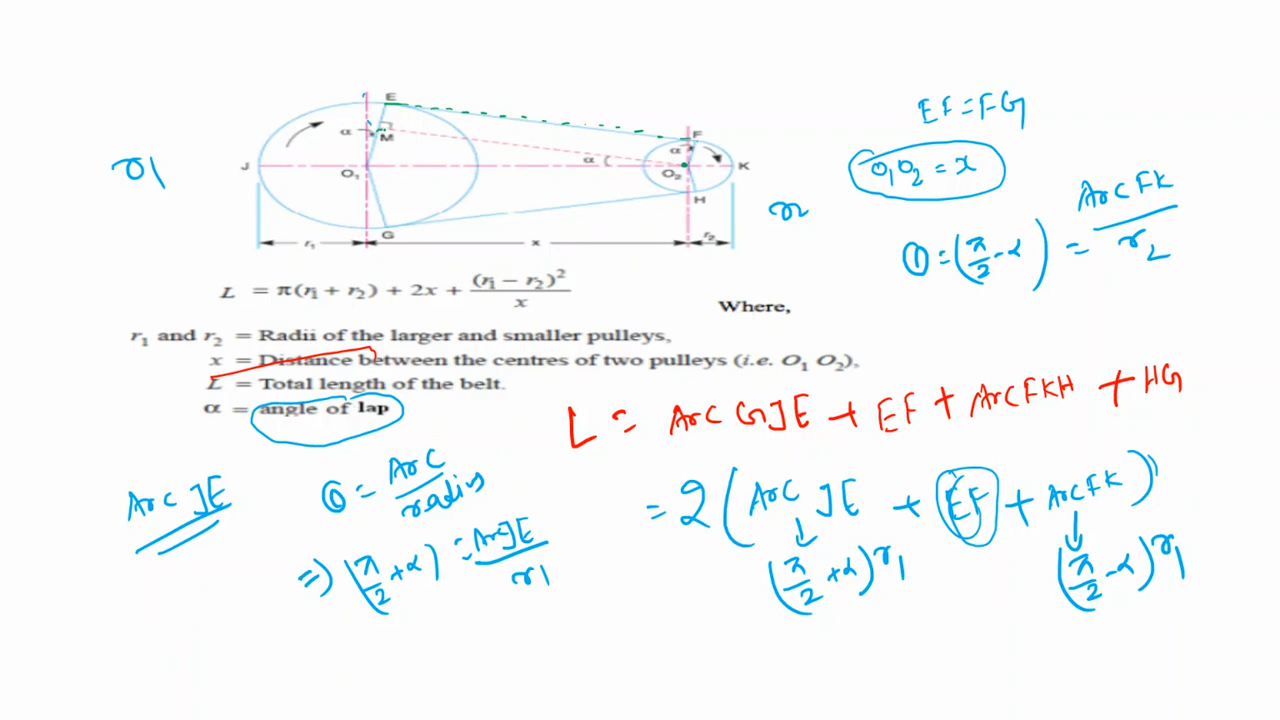 EF = FG
O1O2 = x
r1
E
F
α
M
α
α
J
O1
O2
K
H
r2
G
r1
x
r2
Arc FK
θ = (π/2 - α) = Arc FK / r2
L = π(r1 + r2) + 2x + (r1 − r2)² / x
Where,
r1 and r2 = Radii of the larger and smaller pulleys,
x = Distance between the centres of two pulleys (i.e. O1 O2),
L = Total length of the belt.
α = angle of lap
L = Arc GJE + EF + Arc FKH + HG
Arc JE
θ = Arc / radius
= 2 (Arc JE + EF + Arc FK)
⇒ (π/2 + α) = Arc JE / r1
(π/2 + α) r1
(π/2 - α) r1